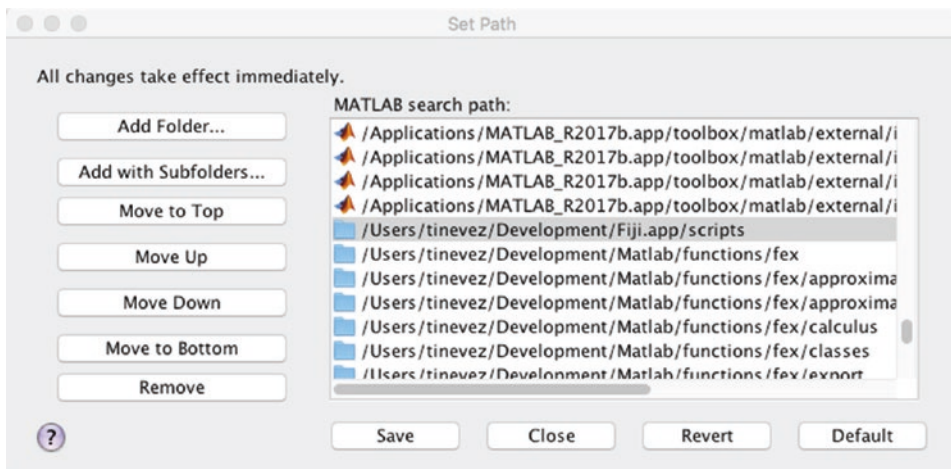 Set Path
All changes take effect immediately.
Add Folder...
Add with Subfolders...
Move to Top
Move Up
Move Down
Move to Bottom
Remove
MATLAB search path:
/Applications/MATLAB_R2017b.app/toolbox/matlab/external/i
/Applications/MATLAB_R2017b.app/toolbox/matlab/external/i
/Applications/MATLAB_R2017b.app/toolbox/matlab/external/i
/Applications/MATLAB_R2017b.app/toolbox/matlab/external/i
/Users/tinevez/Development/Fiji.app/scripts
/Users/tinevez/Development/Matlab/functions/fex
/Users/tinevez/Development/Matlab/functions/fex/approxima
/Users/tinevez/Development/Matlab/functions/fex/approxima
/Users/tinevez/Development/Matlab/functions/fex/calculus
/Users/tinevez/Development/Matlab/functions/fex/classes
/Users/tinevez/Development/Matlab/functions/fex/export
?
Save
Close
Revert
Default